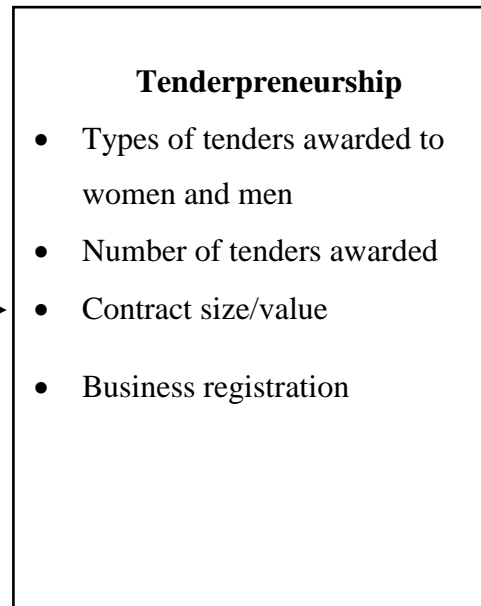 Tenderpreneurship
• Types of tenders awarded to
women and men
• Number of tenders awarded
• Contract size/value
• Business registration